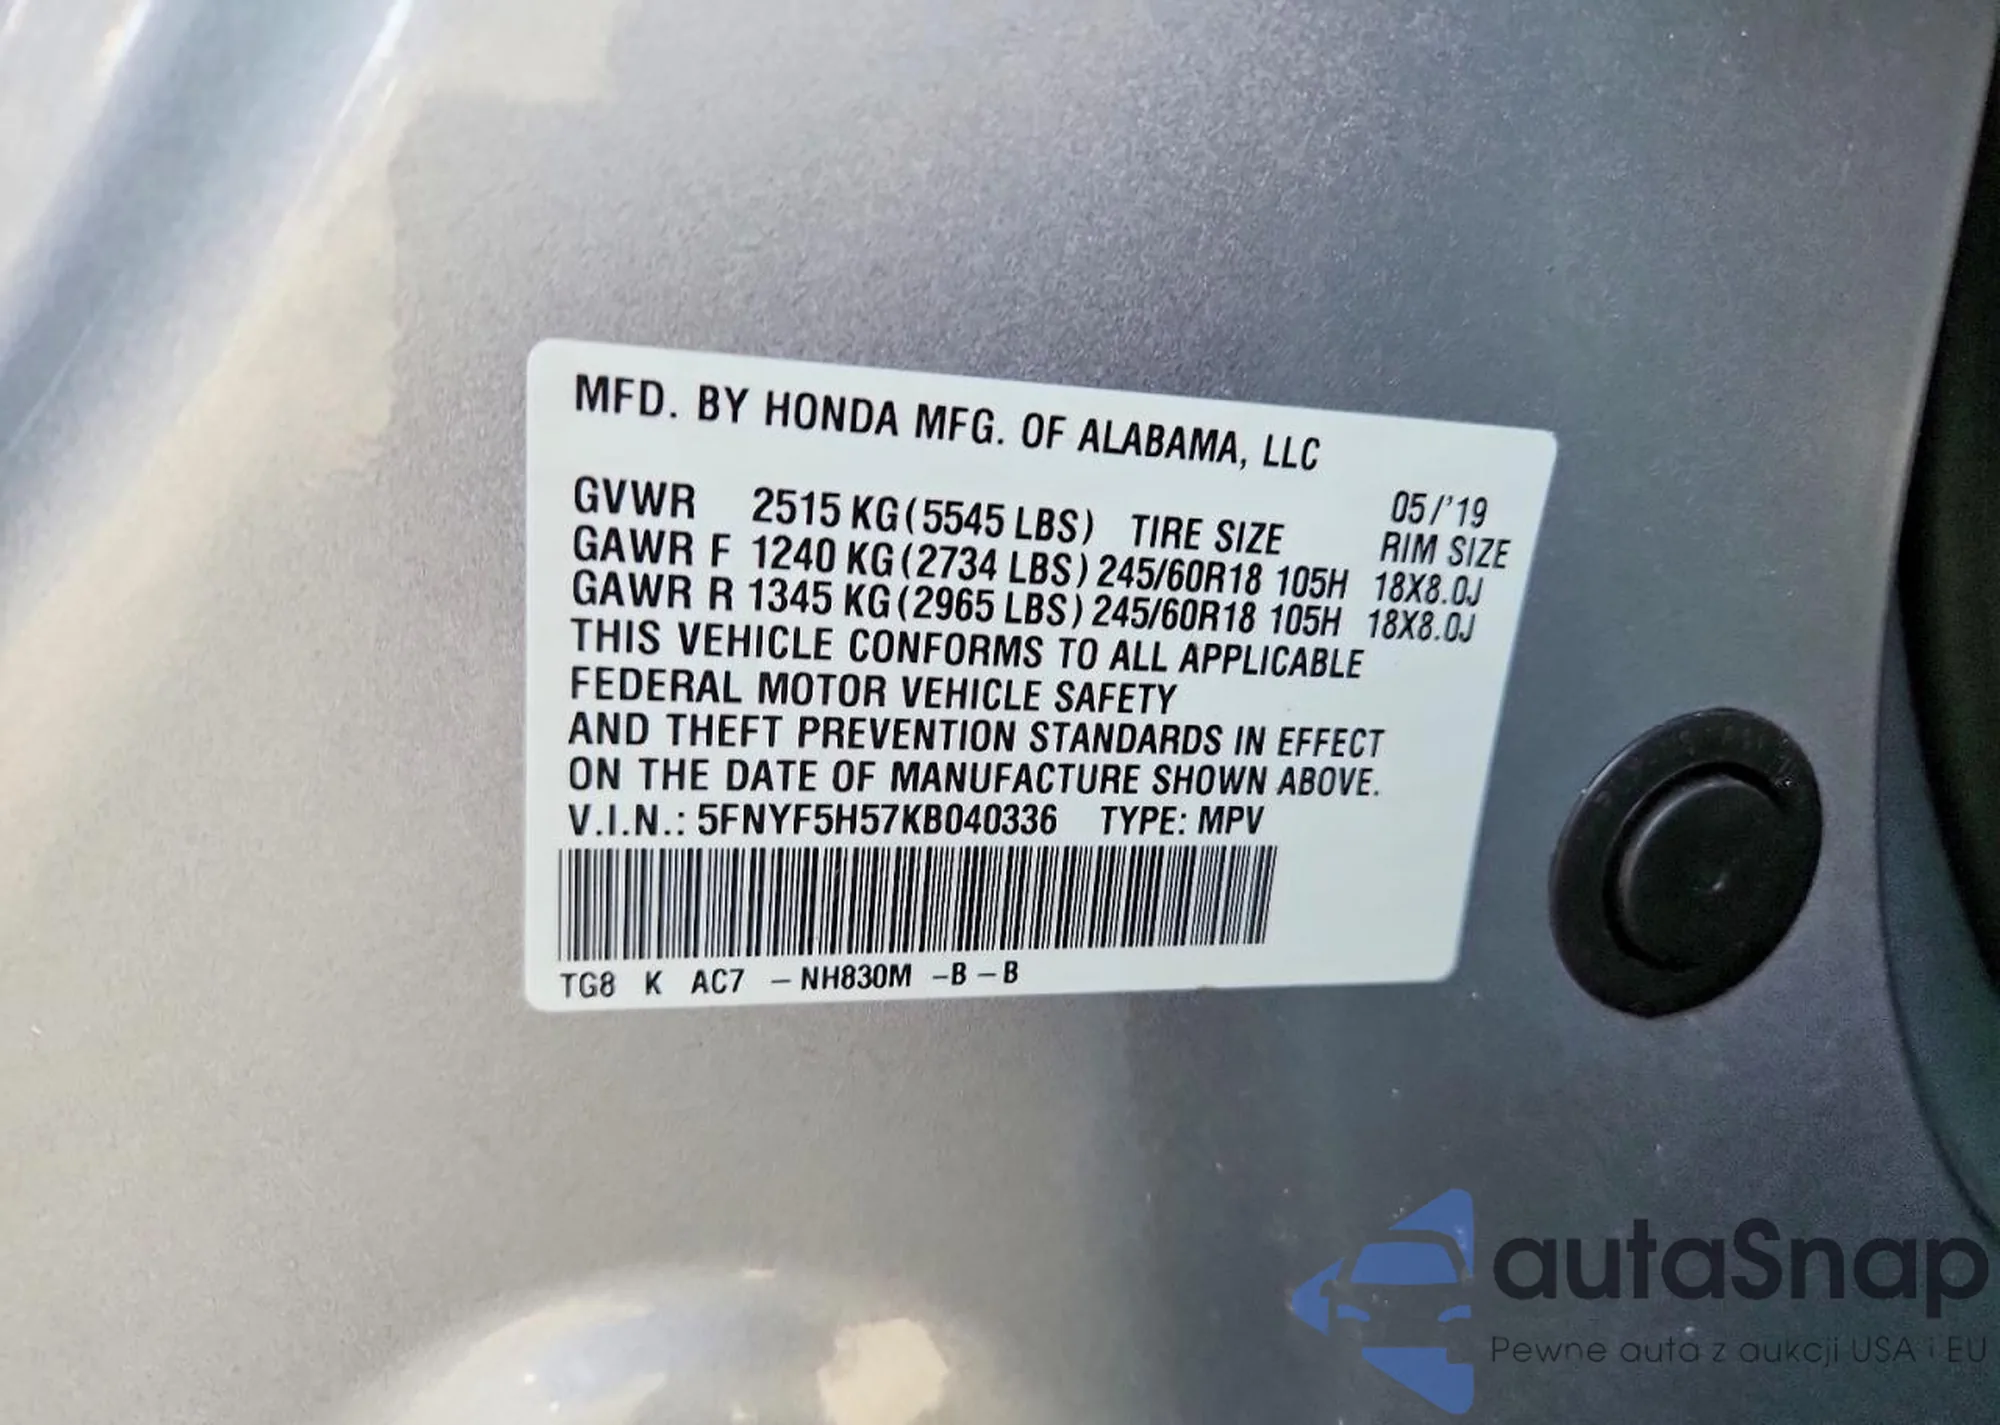 MFD. BY HONDA MFG. OF ALABAMA, LLC
GVWR 2515 KG (5545 LBS) TIRE SIZE 05/'19 RIM SIZE
GAWR F 1240 KG (2734 LBS) 245/60R18 105H 18X8.0J
GAWR R 1345 KG (2965 LBS) 245/60R18 105H 18X8.0J
THIS VEHICLE CONFORMS TO ALL APPLICABLE
FEDERAL MOTOR VEHICLE SAFETY
AND THEFT PREVENTION STANDARDS IN EFFECT
ON THE DATE OF MANUFACTURE SHOWN ABOVE.
V.I.N.: 5FNYF5H57KB040336 TYPE: MPV
TG8 K AC7 – NH830M – B – B
autaSnap
Pewne auta z aukcji USA i EU